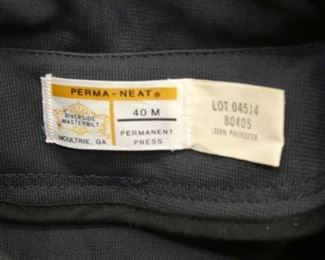 PERMA-NEAT®
RIVERSIDE
MASTERBILT
MOULTRIE, GA.
40 M
PERMANENT
PRESS
LOT 04514
80405
100% POLYESTER